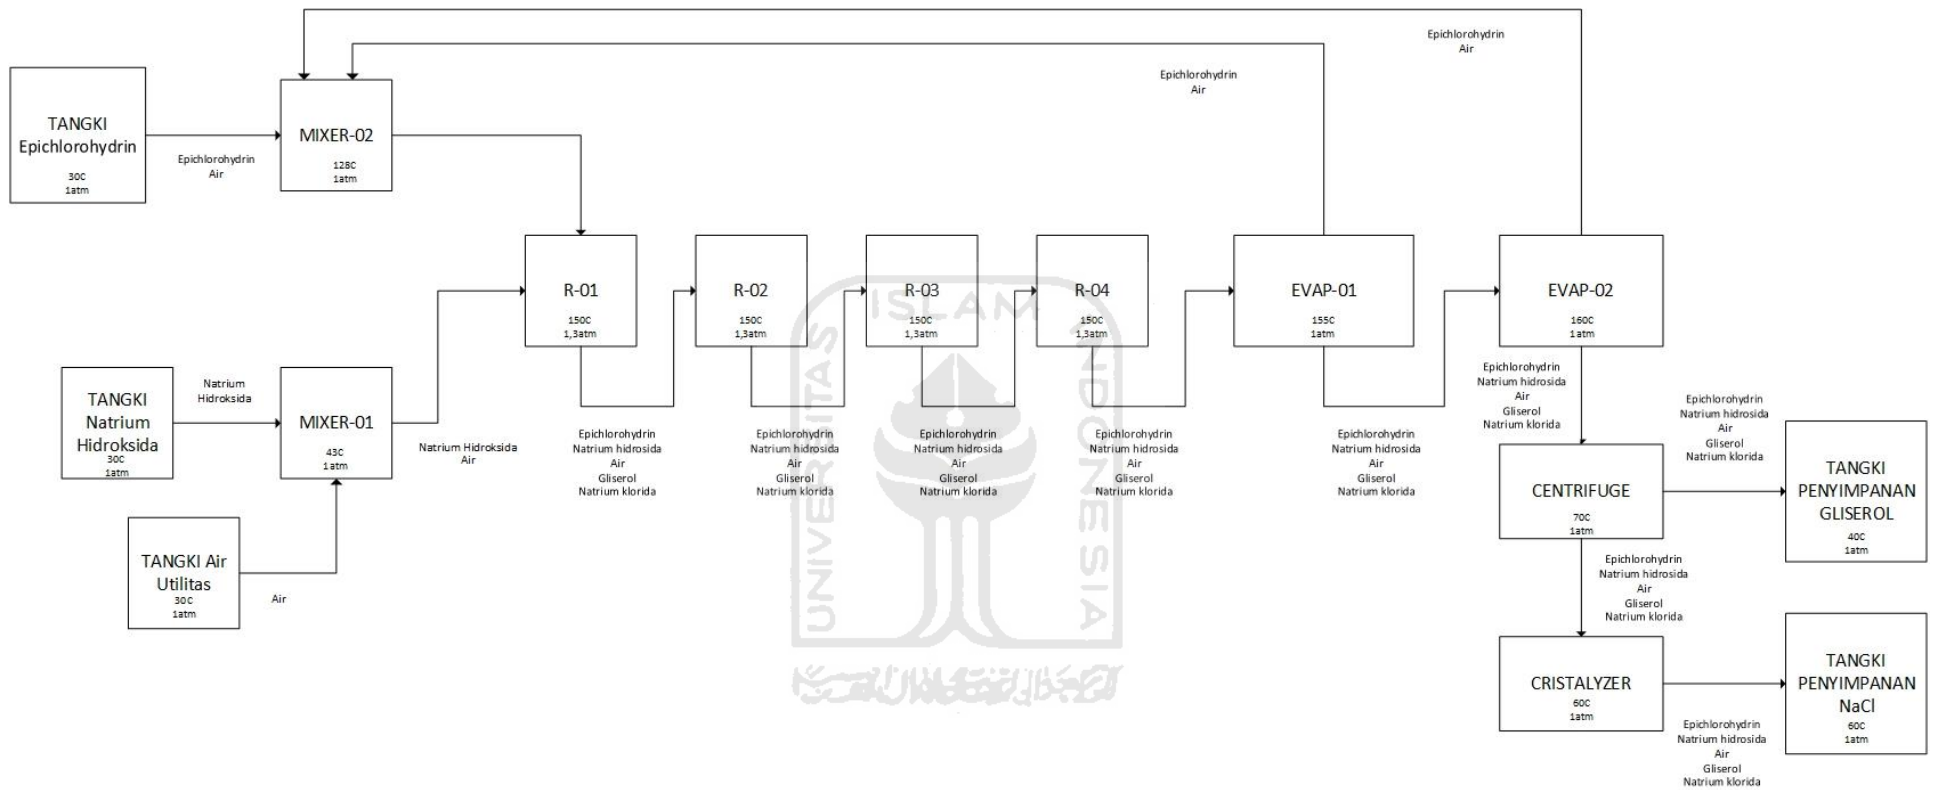 Epichlorohydrin
Air
Epichlorohydrin
Air
TANGKI
Epichlorohydrin
30C
1atm
Epichlorohydrin
Air
MIXER-02
128C
1atm
R-01
150C
1,3atm
R-02
150C
1,3atm
R-03
150C
1,3atm
R-04
150C
1,3atm
EVAP-01
155C
1atm
EVAP-02
160C
1atm
TANGKI
Natrium
Hidroksida
30C
1atm
Natrium
Hidroksida
MIXER-01
43C
1atm
Natrium Hidroksida
Air
Epichlorohydrin
Natrium hidrosida
Air
Gliserol
Natrium klorida
Epichlorohydrin
Natrium hidrosida
Air
Gliserol
Natrium klorida
Epichlorohydrin
Natrium hidrosida
Air
Gliserol
Natrium klorida
Epichlorohydrin
Natrium hidrosida
Air
Gliserol
Natrium klorida
Epichlorohydrin
Natrium hidrosida
Air
Gliserol
Natrium klorida
Epichlorohydrin
Natrium hidrosida
Air
Gliserol
Natrium klorida
Epichlorohydrin
Natrium hidrosida
Air
Gliserol
Natrium klorida
CENTRIFUGE
70C
1atm
TANGKI
PENYIMPANAN
GLISEROL
40C
1atm
TANGKI Air
Utilitas
30C
1atm
Air
Epichlorohydrin
Natrium hidrosida
Air
Gliserol
Natrium klorida
CRISTALYZER
60C
1atm
TANGKI
PENYIMPANAN
NaCl
60C
1atm
Epichlorohydrin
Natrium hidrosida
Air
Gliserol
Natrium klorida
UNIVERSITAS
ISLAM
INDONESIA